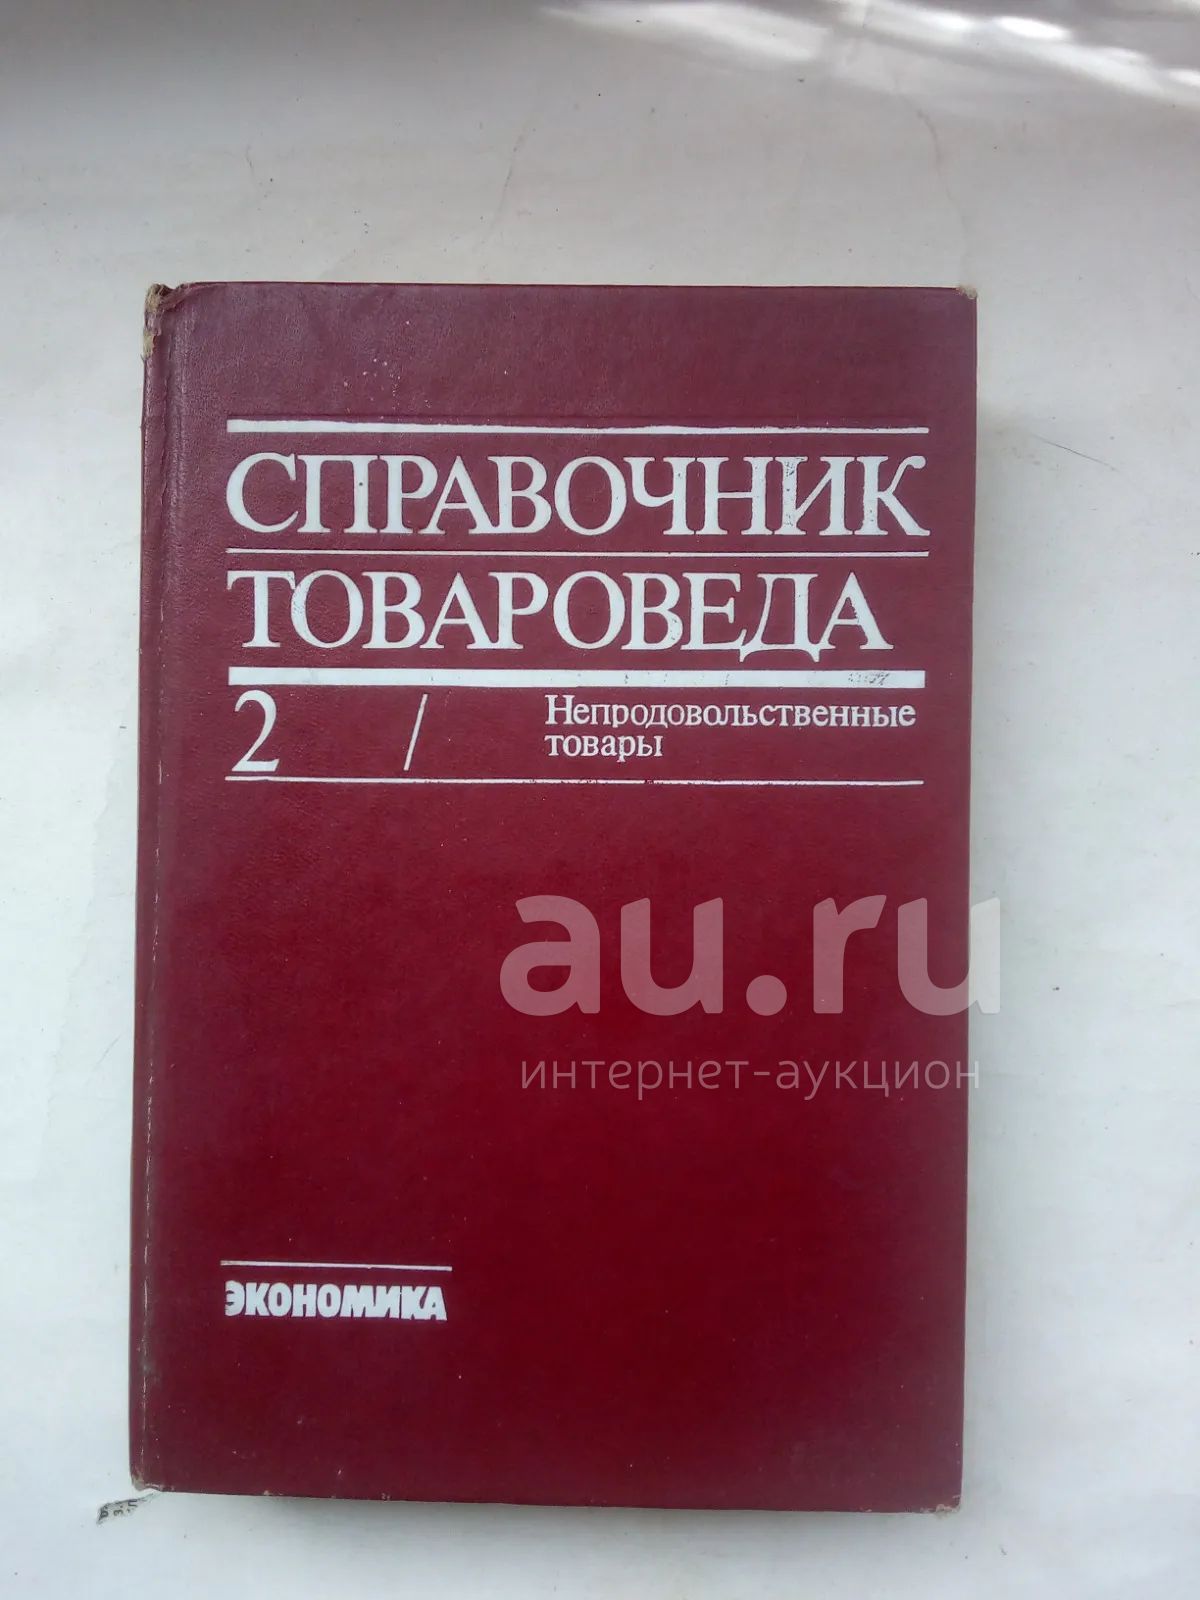 СПРАВОЧНИК
ТОВАРОВЕДА
2 / Непродовольственные
товары
au.ru
интернет-аукцион
ЭКОНОМИКА